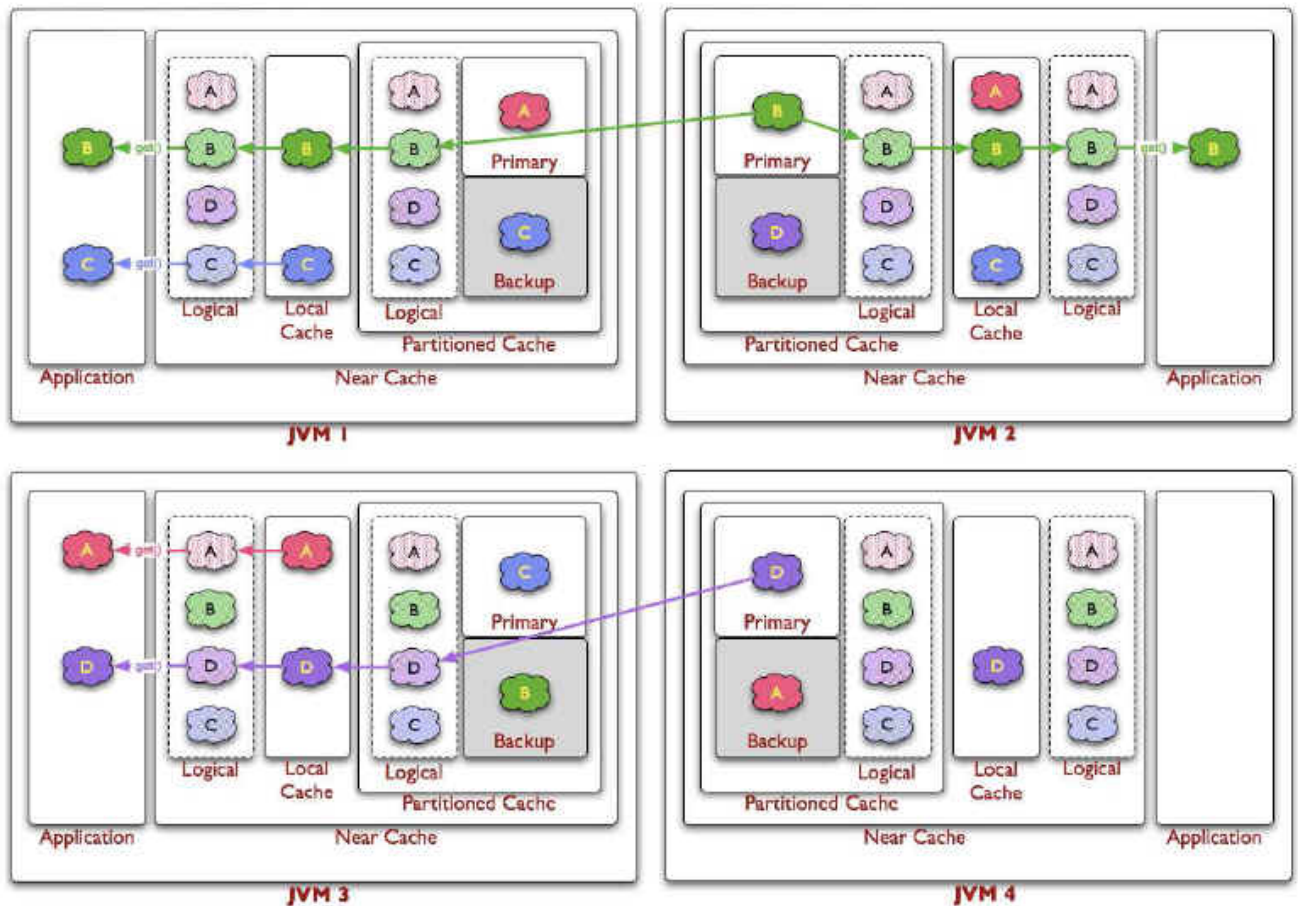 A A A A A A
B B B B B B B B B
get() get()
D Primary D Primary D D
C C C C C D C C C
get() Backup Backup
Logical Local Cache Logical Logical Local Cache Logical
Partitioned Cache Partitioned Cache
Application Near Cache Near Cache Application
JVM 1 JVM 2
A A A A A A
get() C D
B B Primary Primary B B
D D D D D D D
get() B A
C C Backup Backup C C
Logical Local Cache Logical Logical Local Cache Logical
Partitioned Cache Partitioned Cache
Application Near Cache Near Cache Application
JVM 3 JVM 4